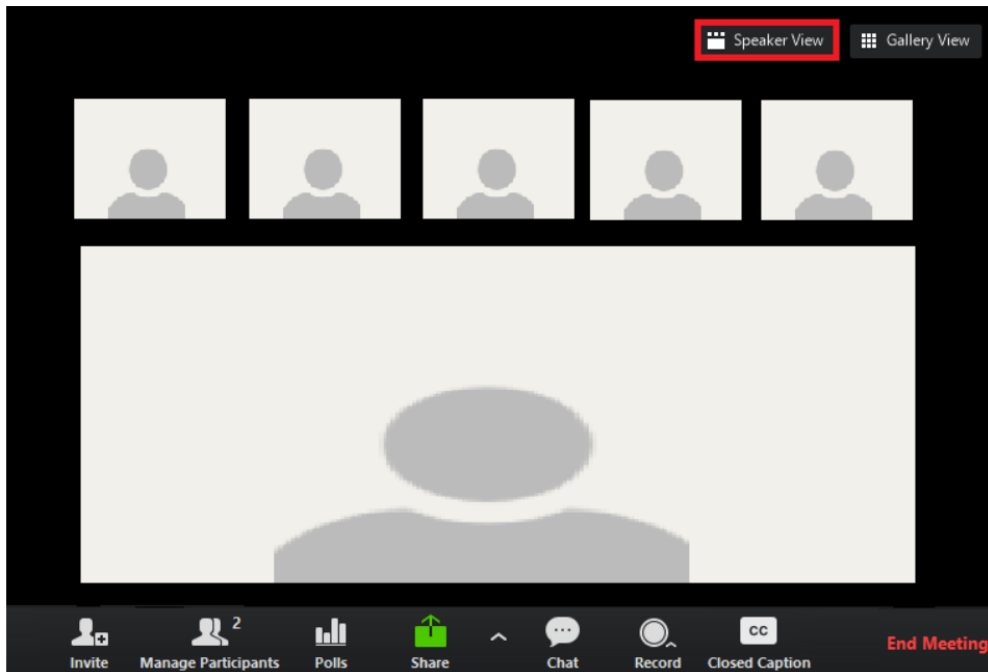 Speaker View Gallery View
2
Invite Manage Participants Polls Share Chat Record CC Closed Caption End Meeting